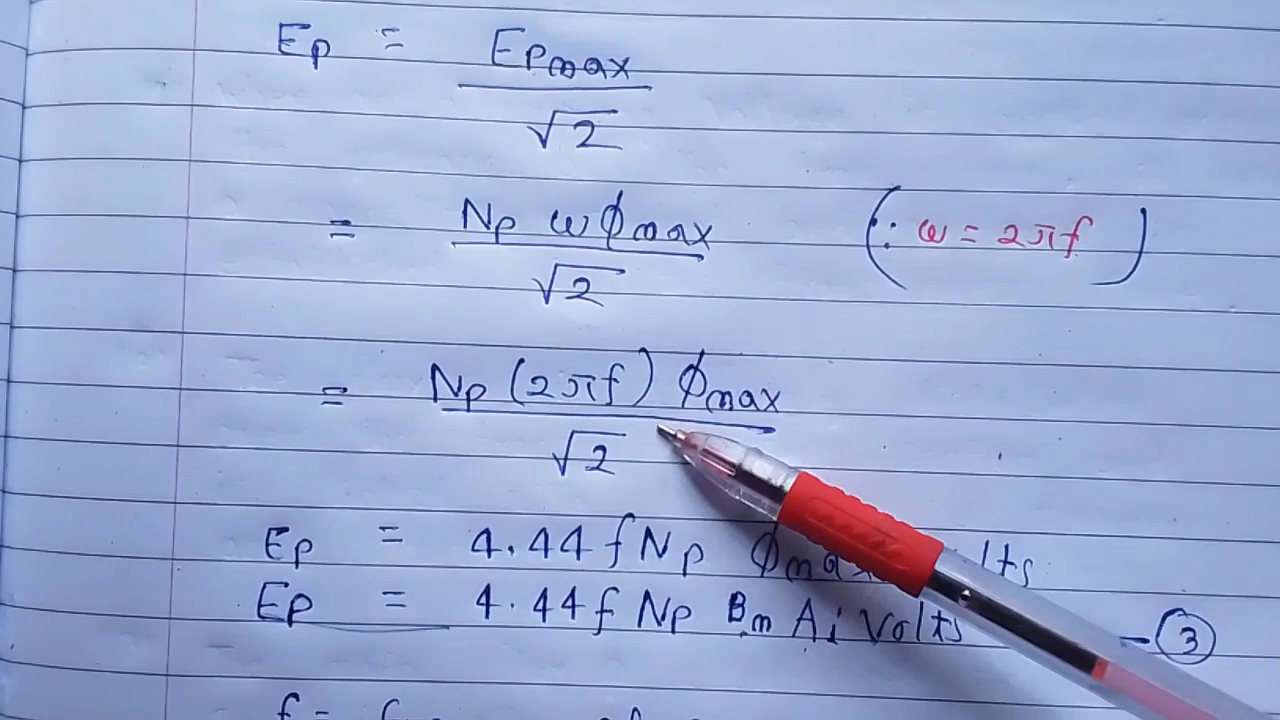 Ep = Epmax
√2
= Np ωϕmax (∵ ω = 2πf)
√2
= Np (2πf) ϕmax
√2
Ep = 4.44 f Np ϕmax
Ep = 4.44 f Np Bm Ai Volts - ③
f =